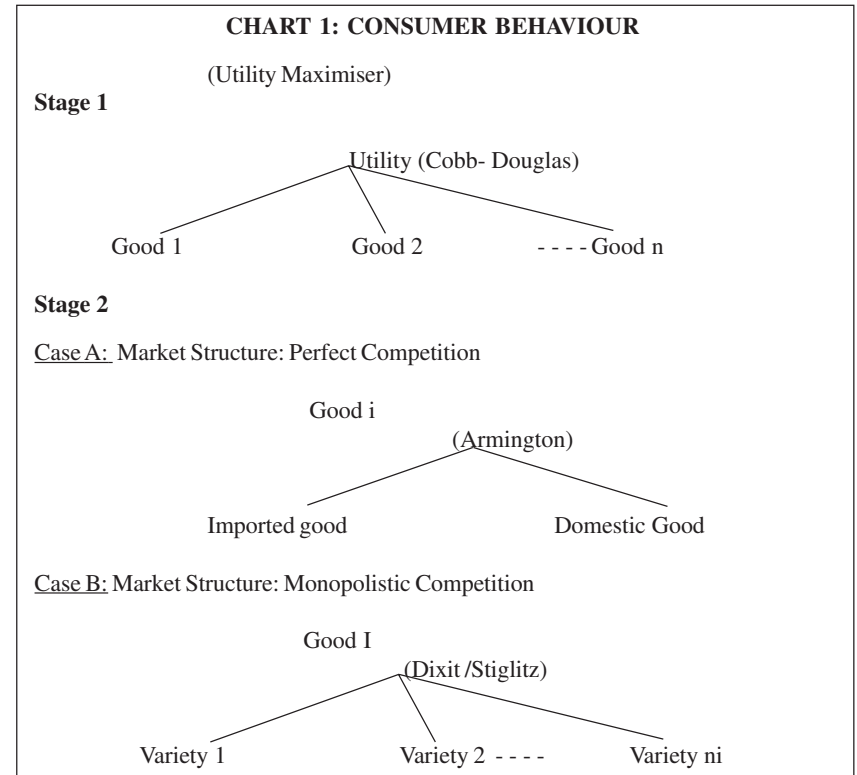 CHART 1: CONSUMER BEHAVIOUR
(Utility Maximiser)
Stage 1
Utility (Cobb- Douglas)
Good 1 Good 2 - - - - Good n
Stage 2
Case A: Market Structure: Perfect Competition
Good i
(Armington)
Imported good Domestic Good
Case B: Market Structure: Monopolistic Competition
Good I
(Dixit /Stiglitz)
Variety 1 Variety 2 - - - - Variety ni